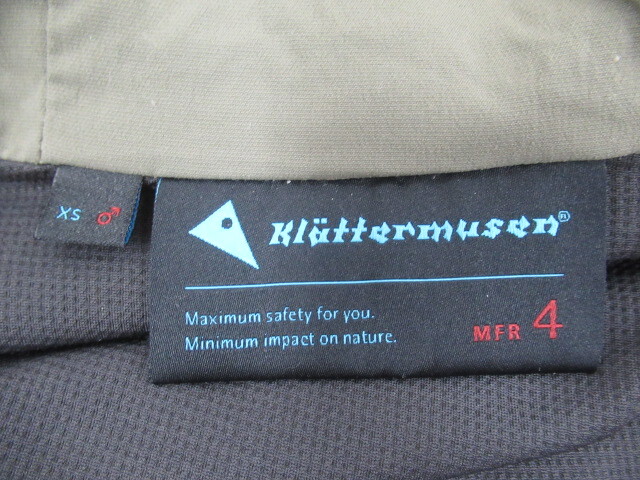 XS ♂
Klättermusen®
Maximum safety for you.
Minimum impact on nature.
MFR 4